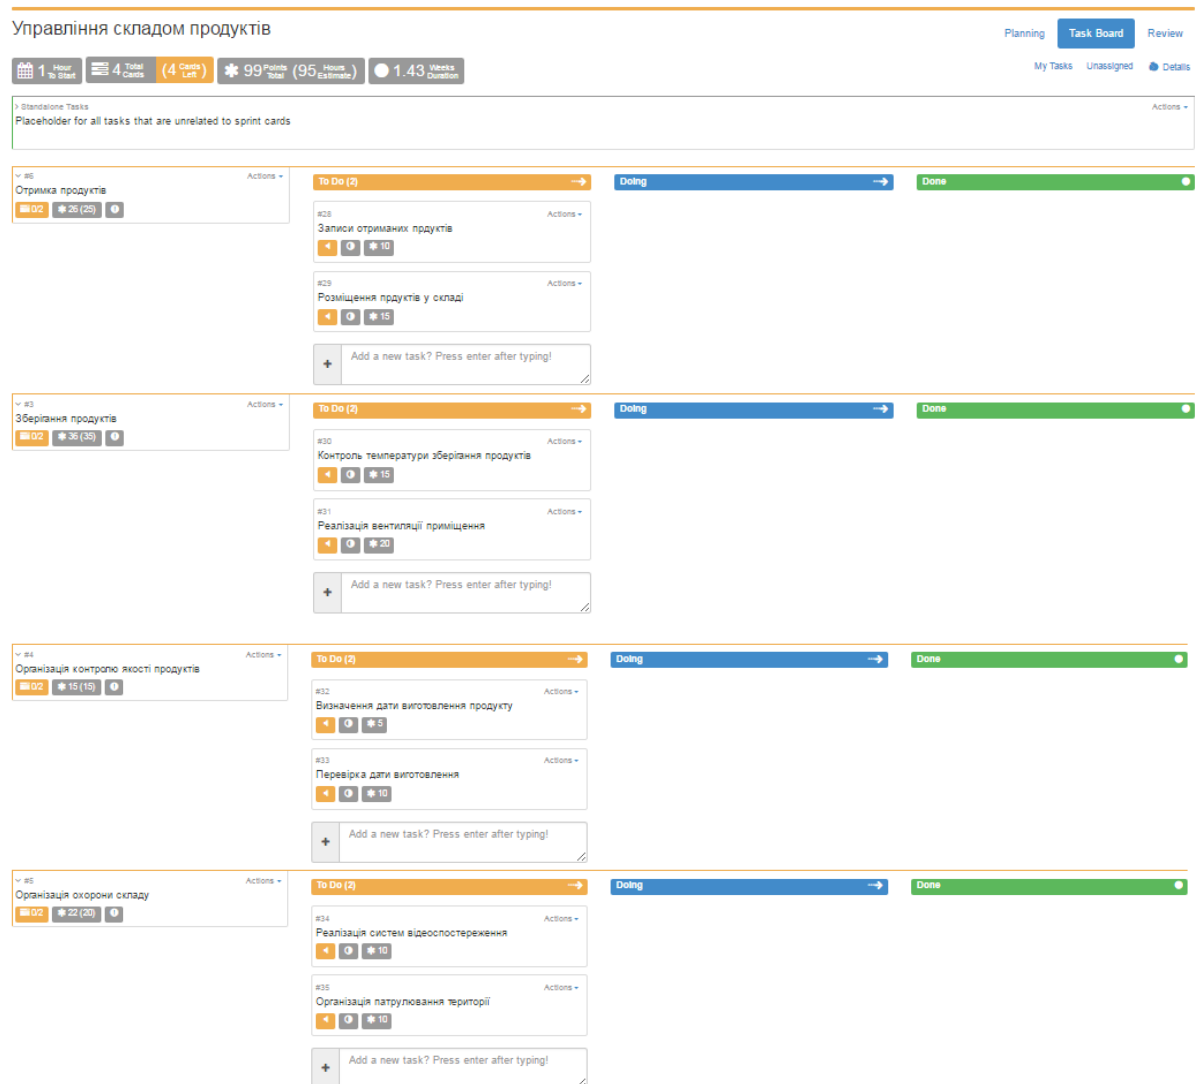 Управління складом продуктів
Planning Task Board Review
1 Hour To Start 4 Total Cards (4 Cards Left) 99 Points Total (95 Hours Estimate) 1.43 Weeks Duration
My Tasks Unassigned Details
Standalone Tasks Actions
Placeholder for all tasks that are unrelated to sprint cards
#6 Actions
Отримка продуктів
0/2 26 (25)
To Do (2) Doing Done
#28 Actions
Записи отриманих прдуктів
10
#29 Actions
Розміщення прдуктів у складі
15
Add a new task? Press enter after typing!
#3 Actions
Зберігання продуктів
0/2 36 (35)
To Do (2) Doing Done
#30 Actions
Контроль температури зберігання продуктів
15
#31 Actions
Реалізація вентиляції приміщення
20
Add a new task? Press enter after typing!
#4 Actions
Організація контролю якості продуктів
0/2 15 (15)
To Do (2) Doing Done
#32 Actions
Визначення дати виготовлення продукту
5
#33 Actions
Перевірка дати виготовлення
10
Add a new task? Press enter after typing!
#5 Actions
Організація охорони складу
0/2 22 (20)
To Do (2) Doing Done
#34 Actions
Реалізація систем відеоспостереження
10
#35 Actions
Організація патрулювання території
10
Add a new task? Press enter after typing!